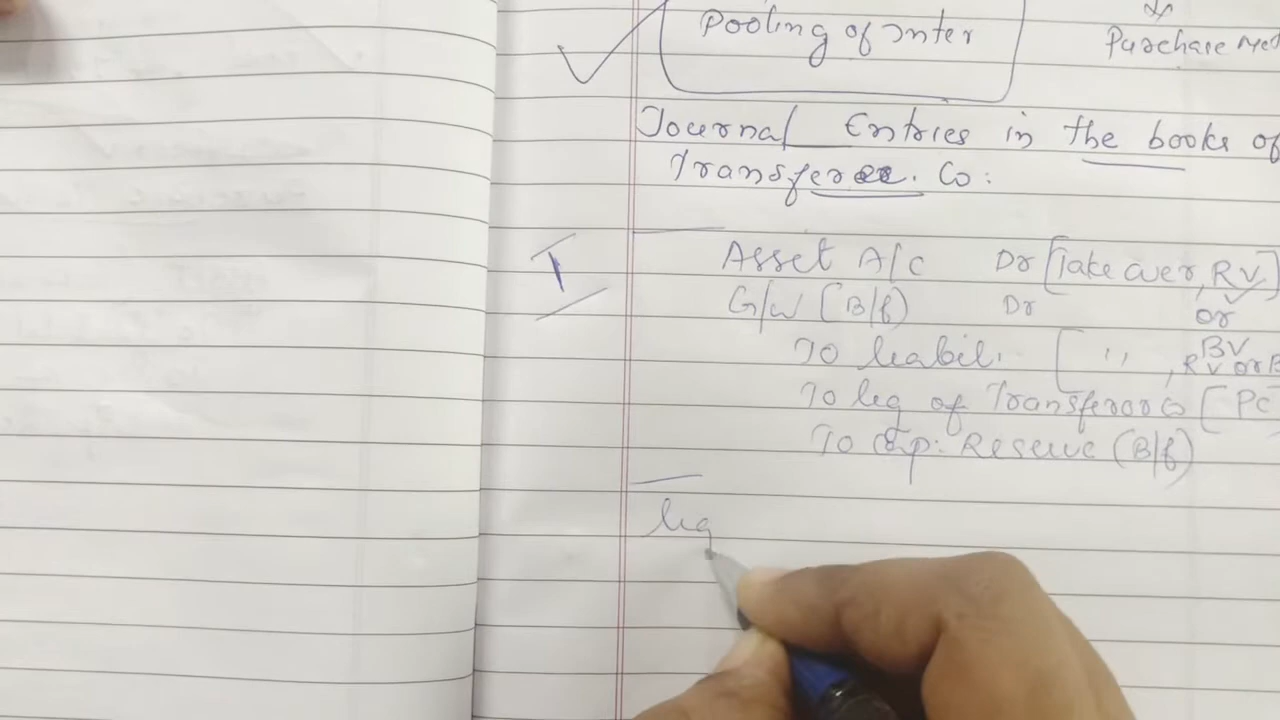 Pooling of Inter
Purchase Met
Journal Entries in the books of
Transferee. Co:
I
Asset A/c Dr [Take over, RV]
G/W (B/f) Dr or
To liabil. [ ,, , BV
RV or B
To liq of Transferor Co [PC]
To Cap: Reserve (B/f)
liq